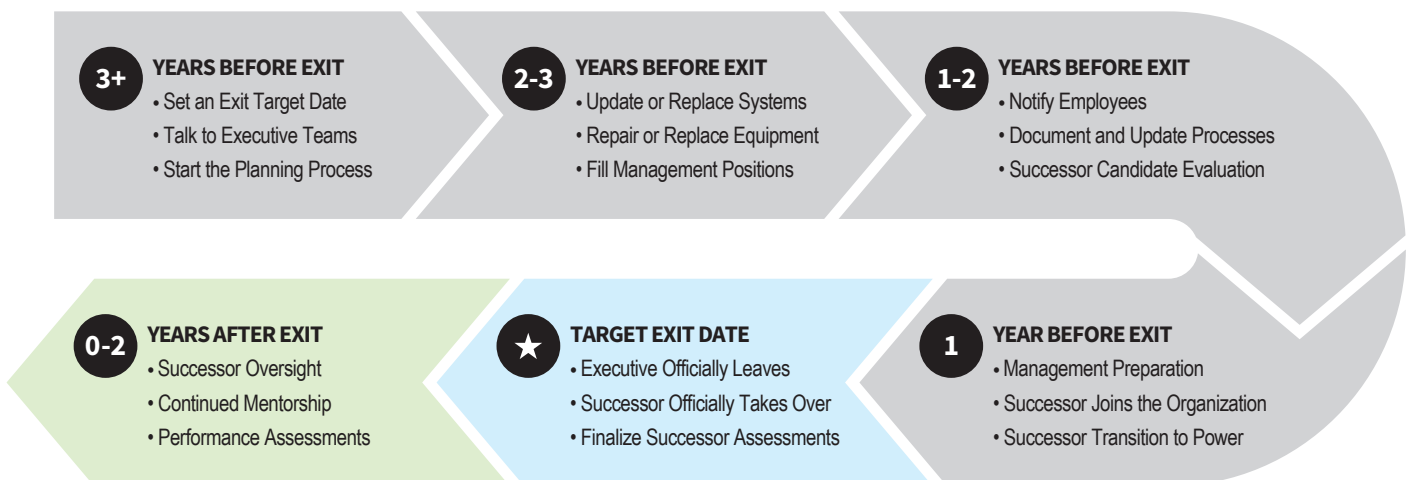 3+
YEARS BEFORE EXIT
• Set an Exit Target Date
• Talk to Executive Teams
• Start the Planning Process
2-3
YEARS BEFORE EXIT
• Update or Replace Systems
• Repair or Replace Equipment
• Fill Management Positions
1-2
YEARS BEFORE EXIT
• Notify Employees
• Document and Update Processes
• Successor Candidate Evaluation
1
YEAR BEFORE EXIT
• Management Preparation
• Successor Joins the Organization
• Successor Transition to Power
TARGET EXIT DATE
• Executive Officially Leaves
• Successor Officially Takes Over
• Finalize Successor Assessments
0-2
YEARS AFTER EXIT
• Successor Oversight
• Continued Mentorship
• Performance Assessments